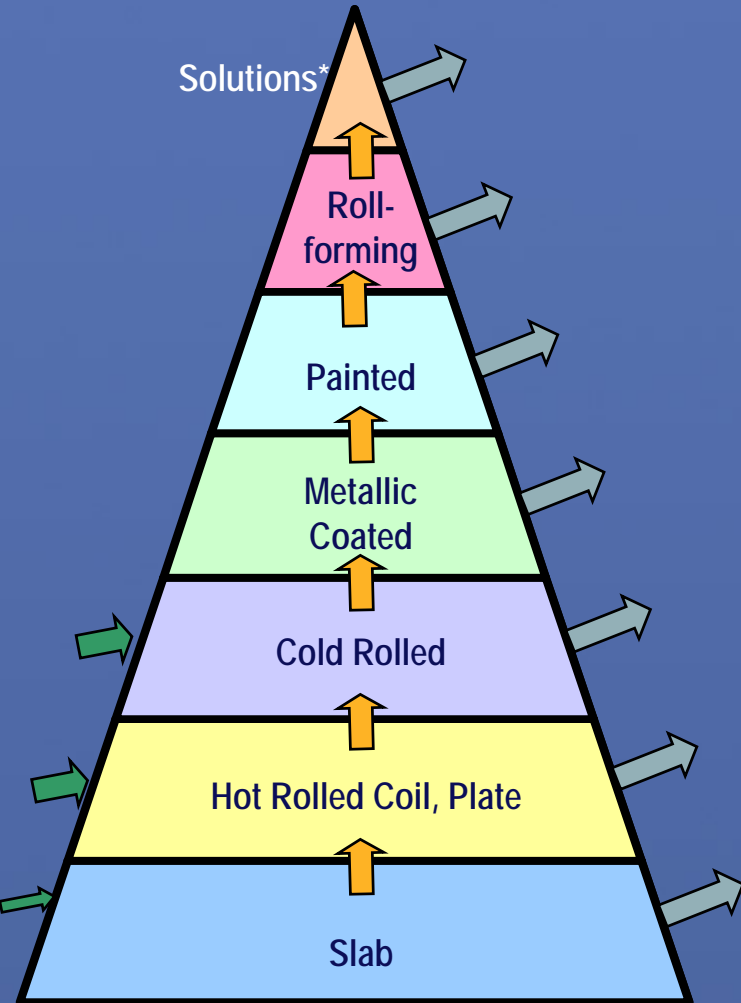 Solutions*
Roll-
forming
Painted
Metallic
Coated
Cold Rolled
Hot Rolled Coil, Plate
Slab